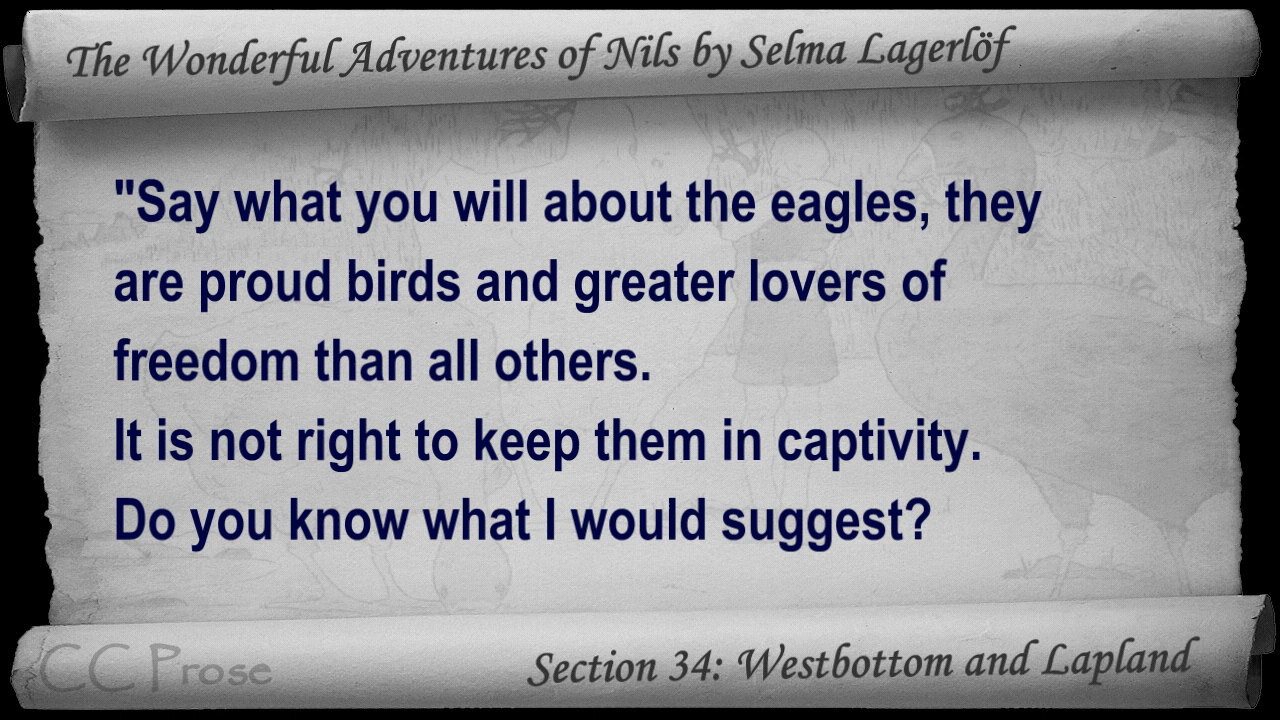 The Wonderful Adventures of Nils by Selma Lagerlöf
"Say what you will about the eagles, they
are proud birds and greater lovers of
freedom than all others.
It is not right to keep them in captivity.
Do you know what I would suggest?
CC Prose
Section 34: Westbottom and Lapland